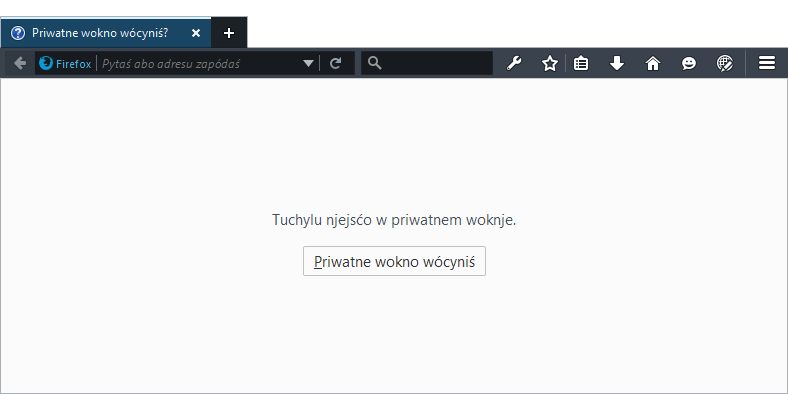 Priwatne wokno wócyniś?
Firefox Pytaś abo adresu zapódaś
Tuchylu njejsćo w priwatnem woknje.
Priwatne wokno wócyniś